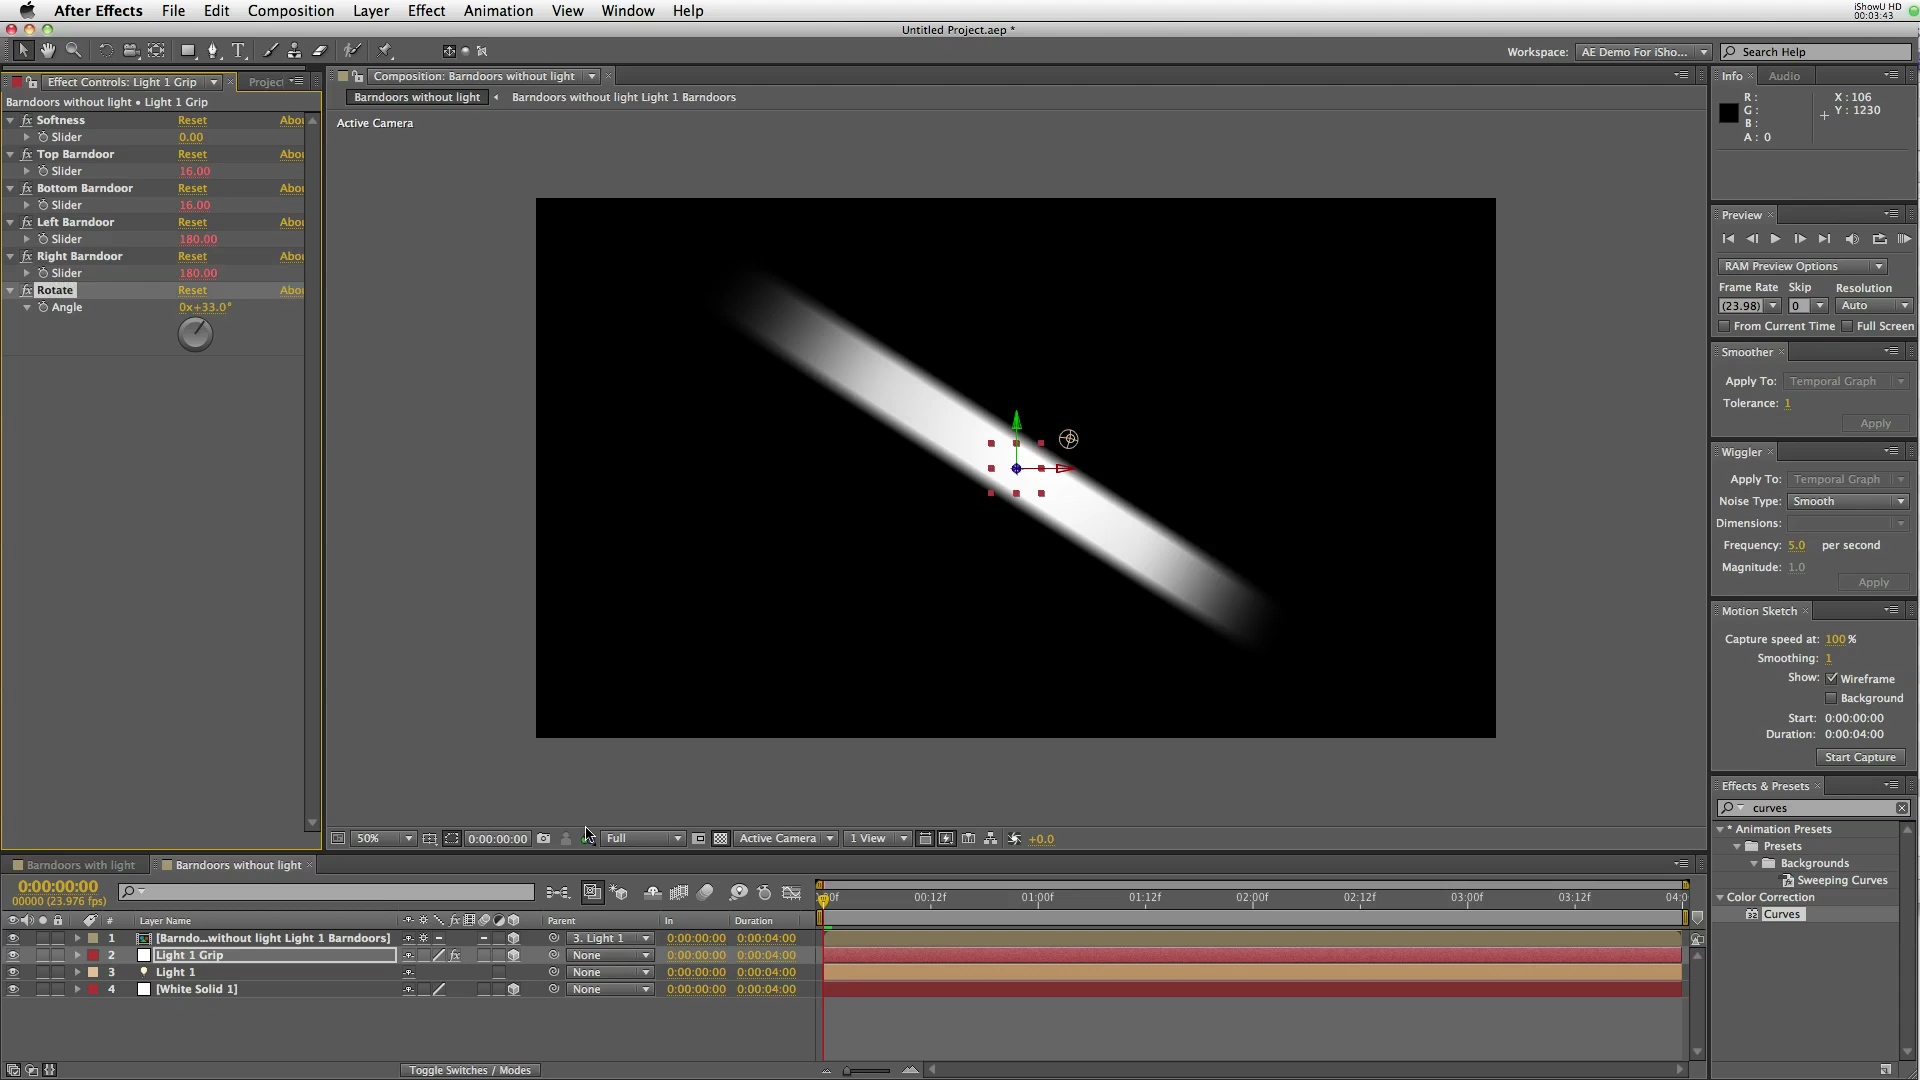 After Effects File Edit Composition Layer Effect Animation View Window Help
iShowU HD
00:03:43
Untitled Project.aep *
Workspace: AE Demo For iSho... Search Help
Effect Controls: Light 1 Grip Project
Barndoors without light • Light 1 Grip
fx Softness Reset Abou
Slider 0.00
fx Top Barndoor Reset Abou
Slider 16.00
fx Bottom Barndoor Reset Abou
Slider 16.00
fx Left Barndoor Reset Abou
Slider 180.00
fx Right Barndoor Reset Abou
Slider 180.00
fx Rotate Reset Abou
Angle 0x+33.0°
Composition: Barndoors without light
Barndoors without light Barndoors without light Light 1 Barndoors
Active Camera
50% 0:00:00:00 Full Active Camera 1 View +0.0
Info Audio
R: X : 106
G: Y : 1230
B:
A: 0
Preview
RAM Preview Options
Frame Rate Skip Resolution
(23.98) 0 Auto
From Current Time Full Screen
Smoother
Apply To: Temporal Graph
Tolerance: 1
Apply
Wiggler
Apply To: Temporal Graph
Noise Type: Smooth
Dimensions:
Frequency: 5.0 per second
Magnitude: 1.0
Apply
Motion Sketch
Capture speed at: 100 %
Smoothing: 1
Show: Wireframe
Background
Start: 0:00:00:00
Duration: 0:00:04:00
Start Capture
Effects & Presets
curves
* Animation Presets
Presets
Backgrounds
Sweeping Curves
Color Correction
32 Curves
Barndoors with light Barndoors without light
0:00:00:00
00000 (23.976 fps)
:00f 00:12f 01:00f 01:12f 02:00f 02:12f 03:00f 03:12f 04:0
# Layer Name fx Parent In Duration
1 [Barndo...without light Light 1 Barndoors] 3. Light 1 0:00:00:00 0:00:04:00
2 Light 1 Grip fx None 0:00:00:00 0:00:04:00
3 Light 1 None 0:00:00:00 0:00:04:00
4 [White Solid 1] None 0:00:00:00 0:00:04:00
Toggle Switches / Modes